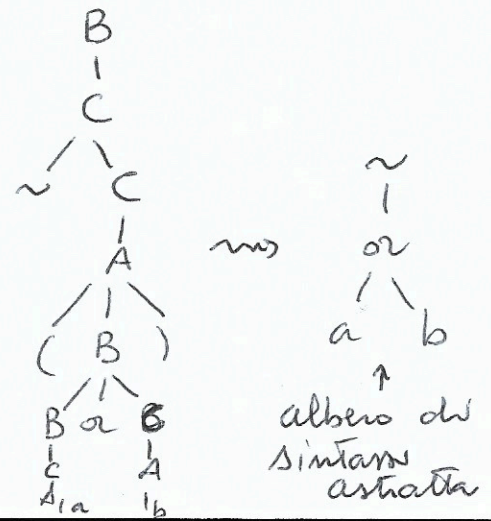 B
C
~ C
A
( B )
B or C
C A
A | a | b
~
or
a b
albero di
sintassi
astratta